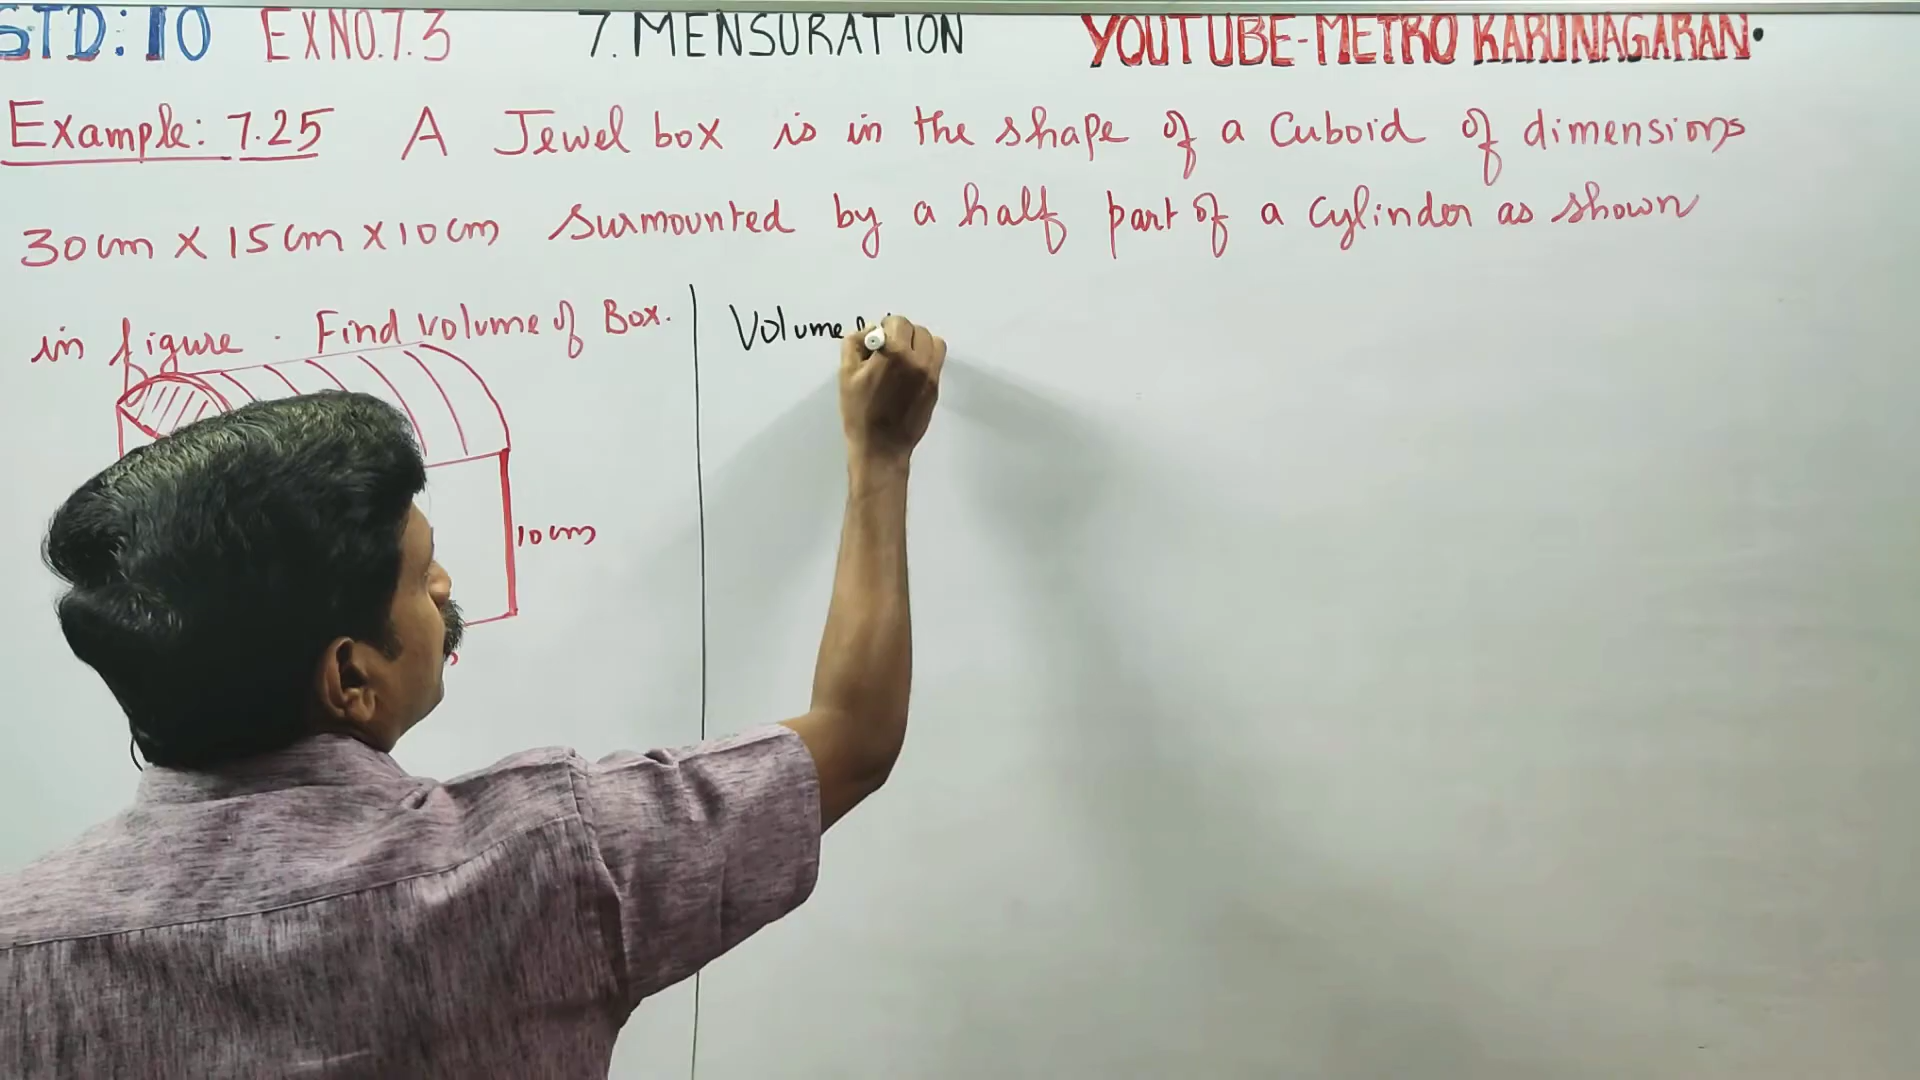 STD: 10 EX NO.7.3 7. MENSURATION YOUTUBE-METRO KARUNAGARAN.
Example: 7.25 A Jewel box is in the shape of a Cuboid of dimensions
30cm X 15cm X 10cm surmounted by a half part of a cylinder as shown
in figure. Find volume of Box.
Volume
10cm